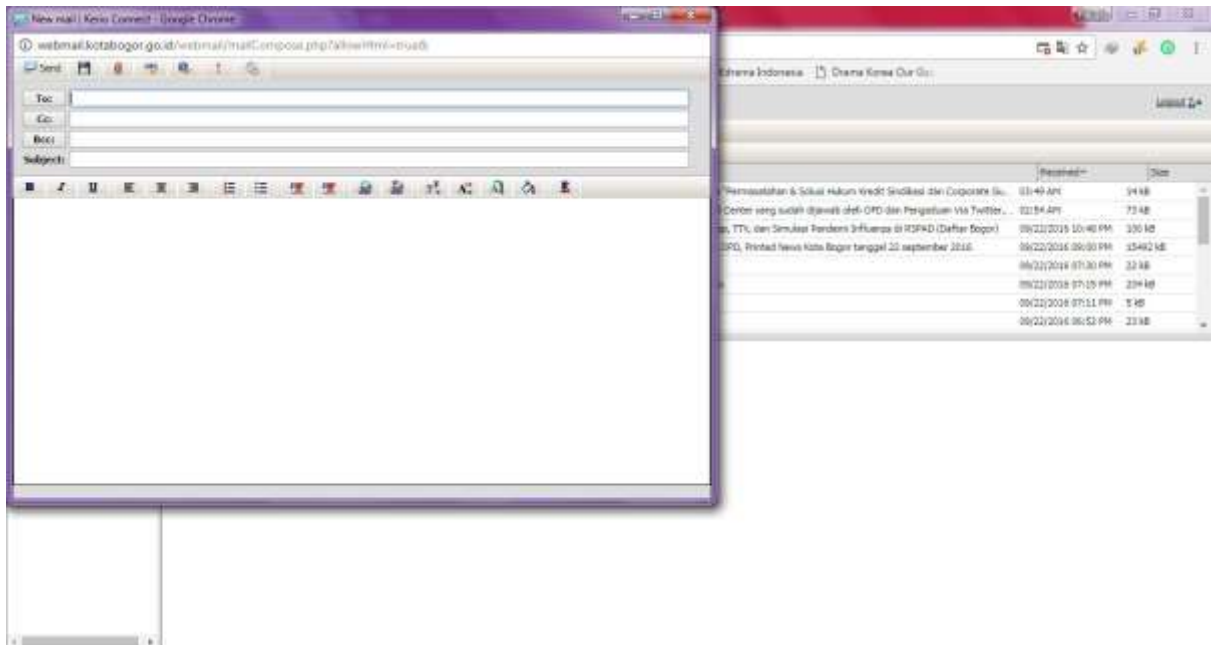 New mail | Kerio Connect - Google Chrome
webmail.kotabogor.go.id/webmail/mailCompose.php?allowHtml=true&
Send
To:
Cc:
Bcc:
Subject:
B I U
Indonesia Drama Korea Our
Logout
Received Size
"Permasalahan & Solusi Hukum Kredit Sindikasi dan Corporate Gu... 03:49 AM 14 kB
Center yang sudah dijawab oleh OPD dan Pengaduan Via Twitter... 02:54 AM 73 kB
TTX, dan Simulasi Pandemi Influenza di RSPAD (Daftar Bogor) 09/22/2016 10:40 PM 100 kB
Printed News Kota Bogor tanggal 22 september 2016 09/22/2016 09:00 PM 15492 kB
09/22/2016 07:30 PM 22 kB
09/22/2016 07:15 PM 204 kB
09/22/2016 07:11 PM 5 kB
09/22/2016 06:52 PM 23 kB